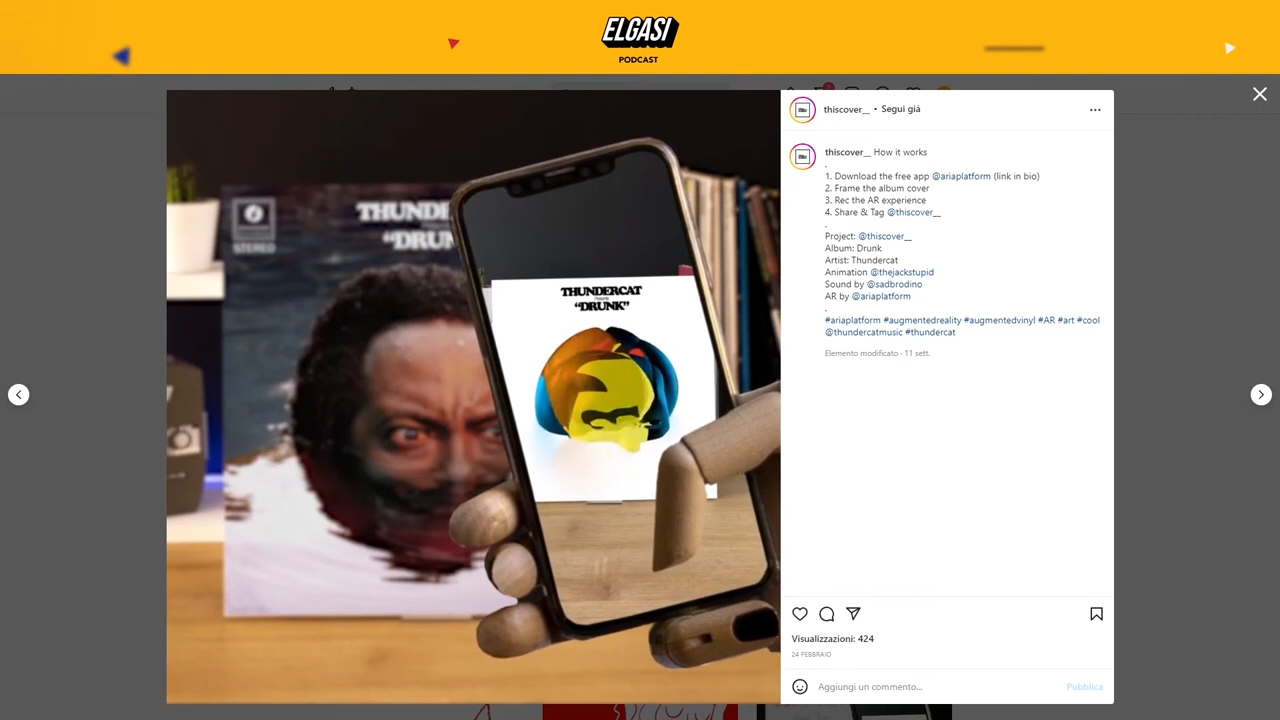 ELGASI
PODCAST
thiscover__ • Segui già
thiscover__ How it works
.
1. Download the free app @ariaplatform (link in bio)
2. Frame the album cover
3. Rec the AR experience
4. Share & Tag @thiscover__
.
Project: @thiscover__
Album: Drunk
Artist: Thundercat
Animation @thejackstupid
Sound by @sadbrodino
AR by @ariaplatform
.
#ariaplatform #augmentedreality #augmentedvinyl #AR #art #cool
@thundercatmusic #thundercat
Elemento modificato · 11 sett.
Visualizzazioni: 424
24 FEBBRAIO
Aggiungi un commento...
Pubblica
STEREO
THUNDE
"DRUN
THUNDERCAT
"DRUNK"